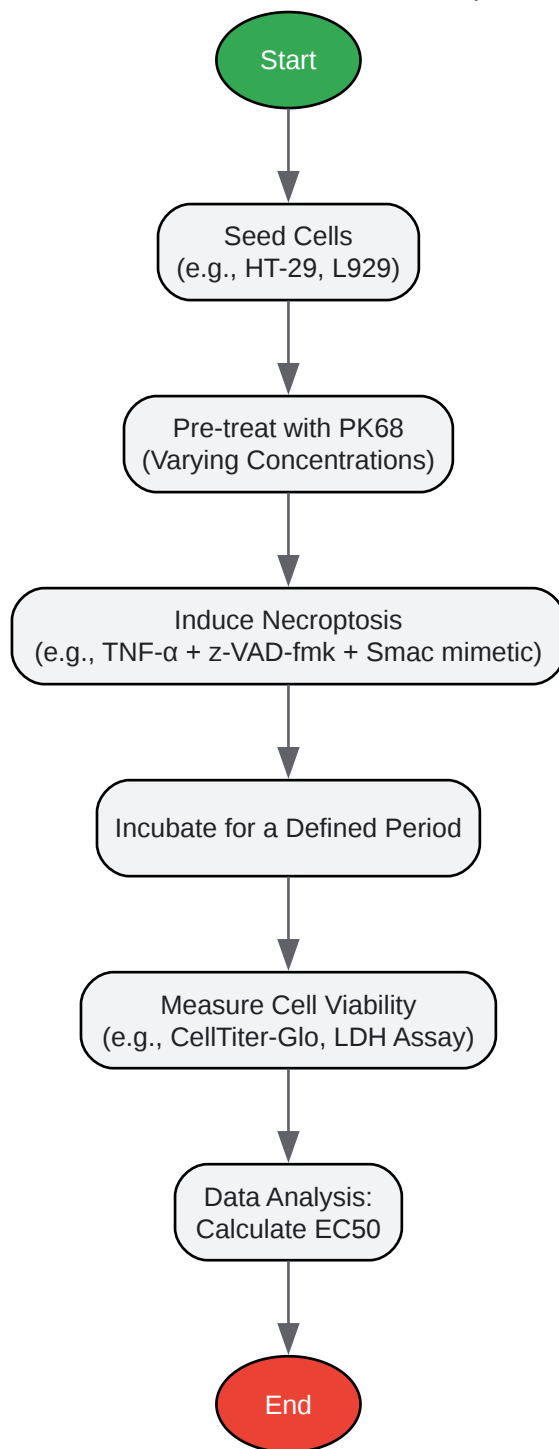 Start
Seed Cells
(e.g., HT-29, L929)
Pre-treat with PK68
(Varying Concentrations)
Induce Necroptosis
(e.g., TNF-α + z-VAD-fmk + Smac mimetic)
Incubate for a Defined Period
Measure Cell Viability
(e.g., CellTiter-Glo, LDH Assay)
Data Analysis:
Calculate EC50
End